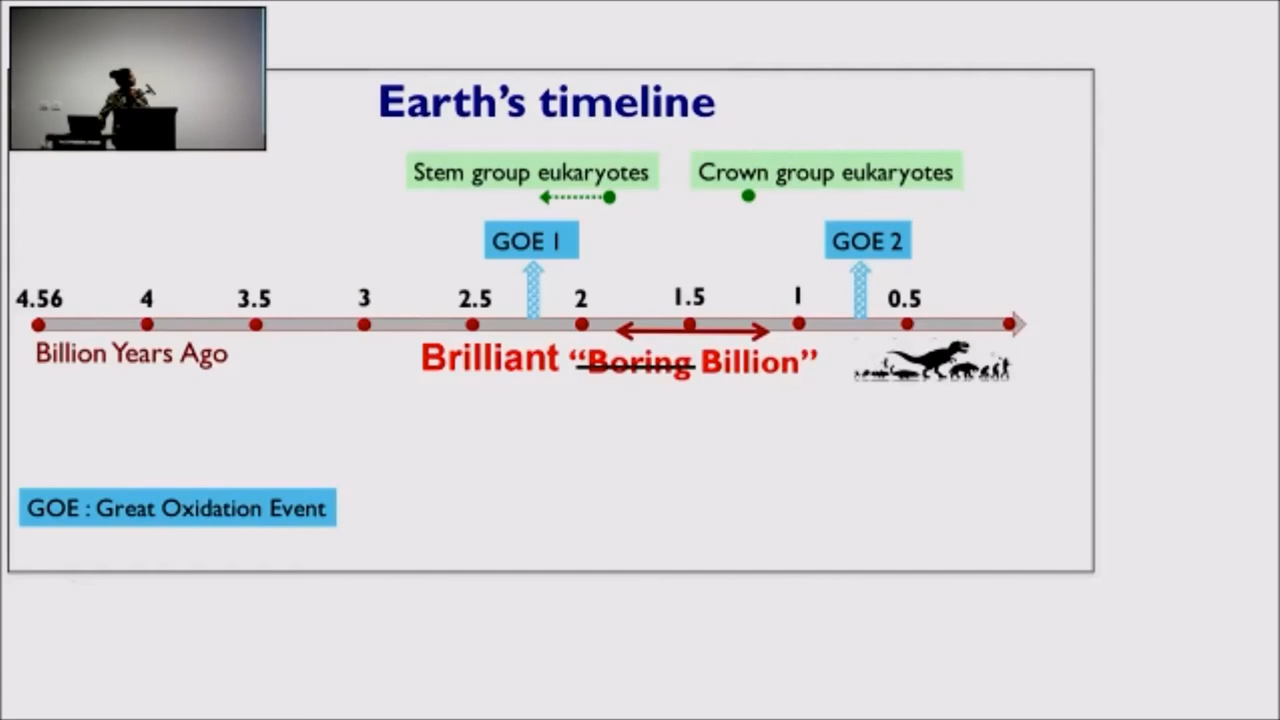 Earth's timeline
Stem group eukaryotes
Crown group eukaryotes
GOE 1
GOE 2
4.56 4 3.5 3 2.5 2 1.5 1 0.5
Billion Years Ago
Brilliant “Boring Billion”
GOE : Great Oxidation Event